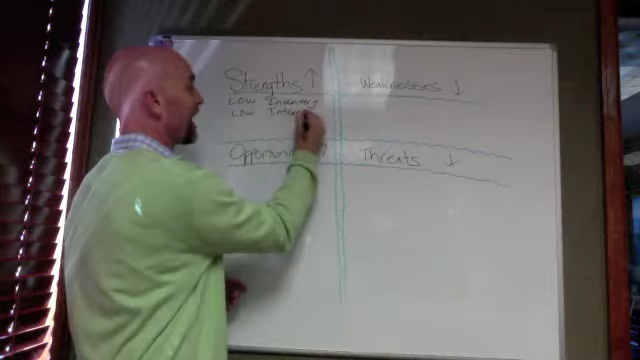 Strengths ↑
Weaknesses ↓
Low Inventory
Low
Threats ↓